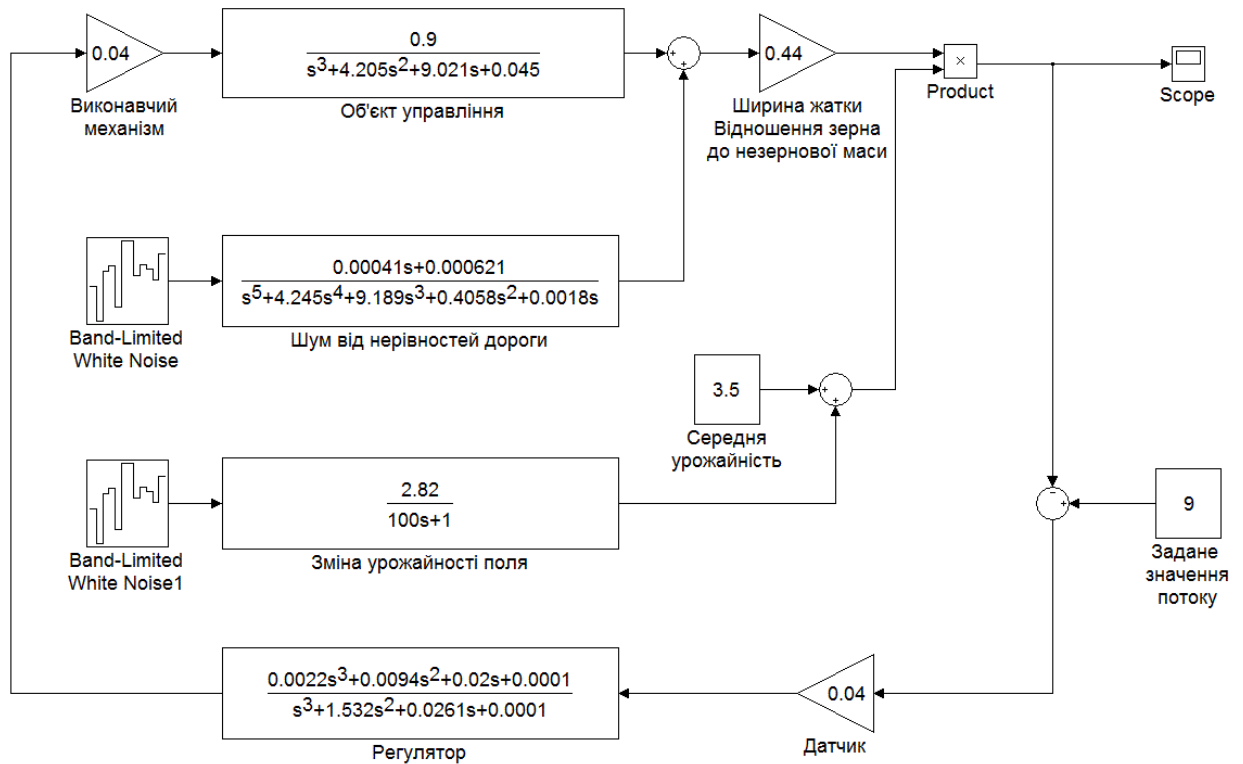 0.04
Виконавчий
механізм
0.9
s³+4.205s²+9.021s+0.045
Об'єкт управління
+
+
0.44
Ширина жатки
Відношення зерна
до незернової маси
×
Product
Scope
Band-Limited
White Noise
0.00041s+0.000621
s⁵+4.245s⁴+9.189s³+0.4058s²+0.0018s
Шум від нерівностей дороги
3.5
Середня
урожайність
+
+
Band-Limited
White Noise1
2.82
100s+1
Зміна урожайності поля
−
+
9
Задане
значення
потоку
0.0022s³+0.0094s²+0.02s+0.0001
s³+1.532s²+0.0261s+0.0001
Регулятор
0.04
Датчик